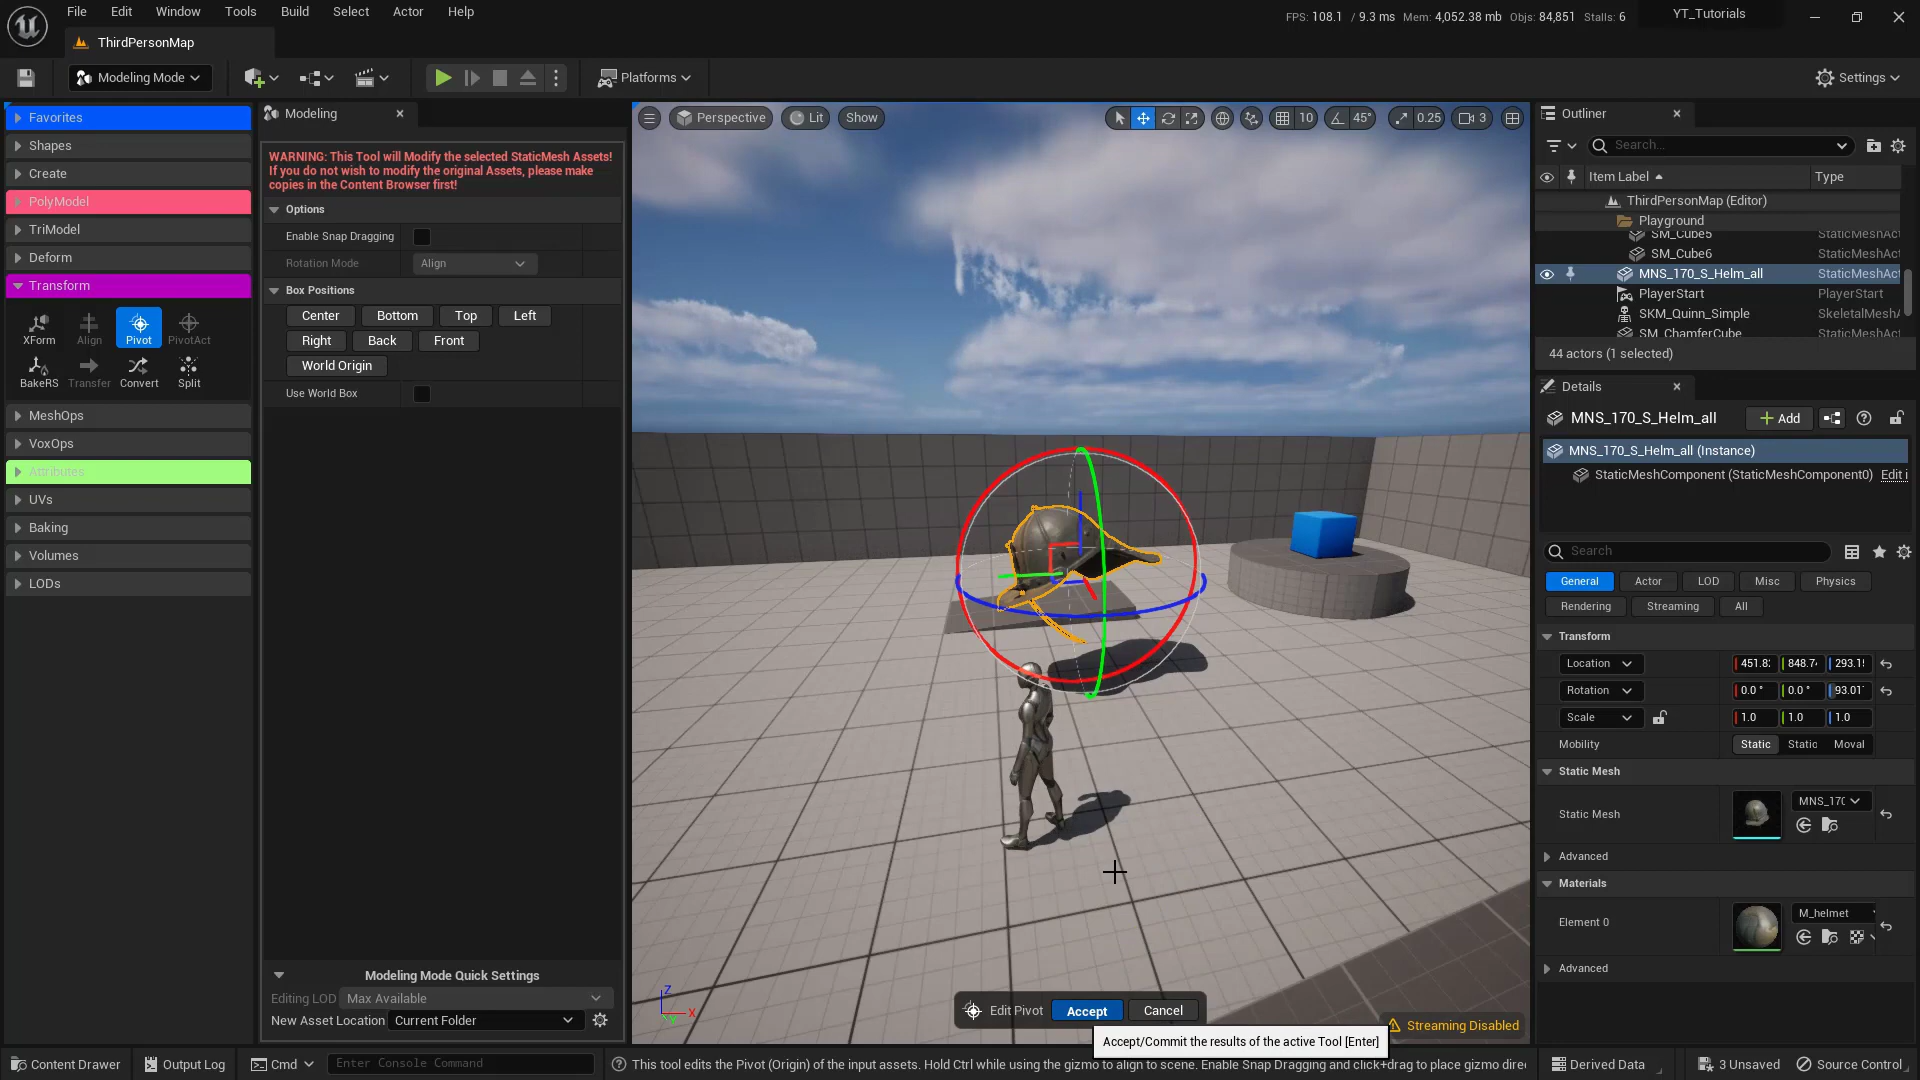 File Edit Window Tools Build Select Actor Help
FPS: 108.1 / 9.3 ms Mem: 4,052.38 mb Objs: 84,851 Stalls: 6
YT_Tutorials
ThirdPersonMap
Modeling Mode
Platforms
Settings
Favorites
Shapes
Create
PolyModel
TriModel
Deform
Transform
XForm Align Pivot PivotAct
BakeRS Transfer Convert Split
MeshOps
VoxOps
Attributes
UVs
Baking
Volumes
LODs
Modeling
WARNING: This Tool will Modify the selected StaticMesh Assets!
If you do not wish to modify the original Assets, please make
copies in the Content Browser first!
Options
Enable Snap Dragging
Rotation Mode Align
Box Positions
Center Bottom Top Left
Right Back Front
World Origin
Use World Box
Modeling Mode Quick Settings
Editing LOD Max Available
New Asset Location Current Folder
Perspective Lit Show
10 45° 0.25 3
Z
X
Y
Edit Pivot Accept Cancel
Accept/Commit the results of the active Tool [Enter]
Streaming Disabled
Outliner
Search...
Item Label Type
ThirdPersonMap (Editor)
Playground
SM_Cube5 StaticMeshAct
SM_Cube6 StaticMeshAct
MNS_170_S_Helm_all StaticMeshAct
PlayerStart PlayerStart
SKM_Quinn_Simple SkeletalMeshA
SM_ChamferCube StaticMeshAct
44 actors (1 selected)
Details
MNS_170_S_Helm_all Add
MNS_170_S_Helm_all (Instance)
StaticMeshComponent (StaticMeshComponent0) Edit i
Search
General Actor LOD Misc Physics
Rendering Streaming All
Transform
Location 451.8 848.7 293.1
Rotation 0.0 ° 0.0 ° 93.01
Scale 1.0 1.0 1.0
Mobility Static Static Moval
Static Mesh
Static Mesh MNS_17(
Advanced
Materials
Element 0 M_helmet
Advanced
Content Drawer Output Log Cmd Enter Console Command
This tool edits the Pivot (Origin) of the input assets. Hold Ctrl while using the gizmo to align to scene. Enable Snap Dragging and click+drag to place gizmo direc
Derived Data 3 Unsaved Source Control